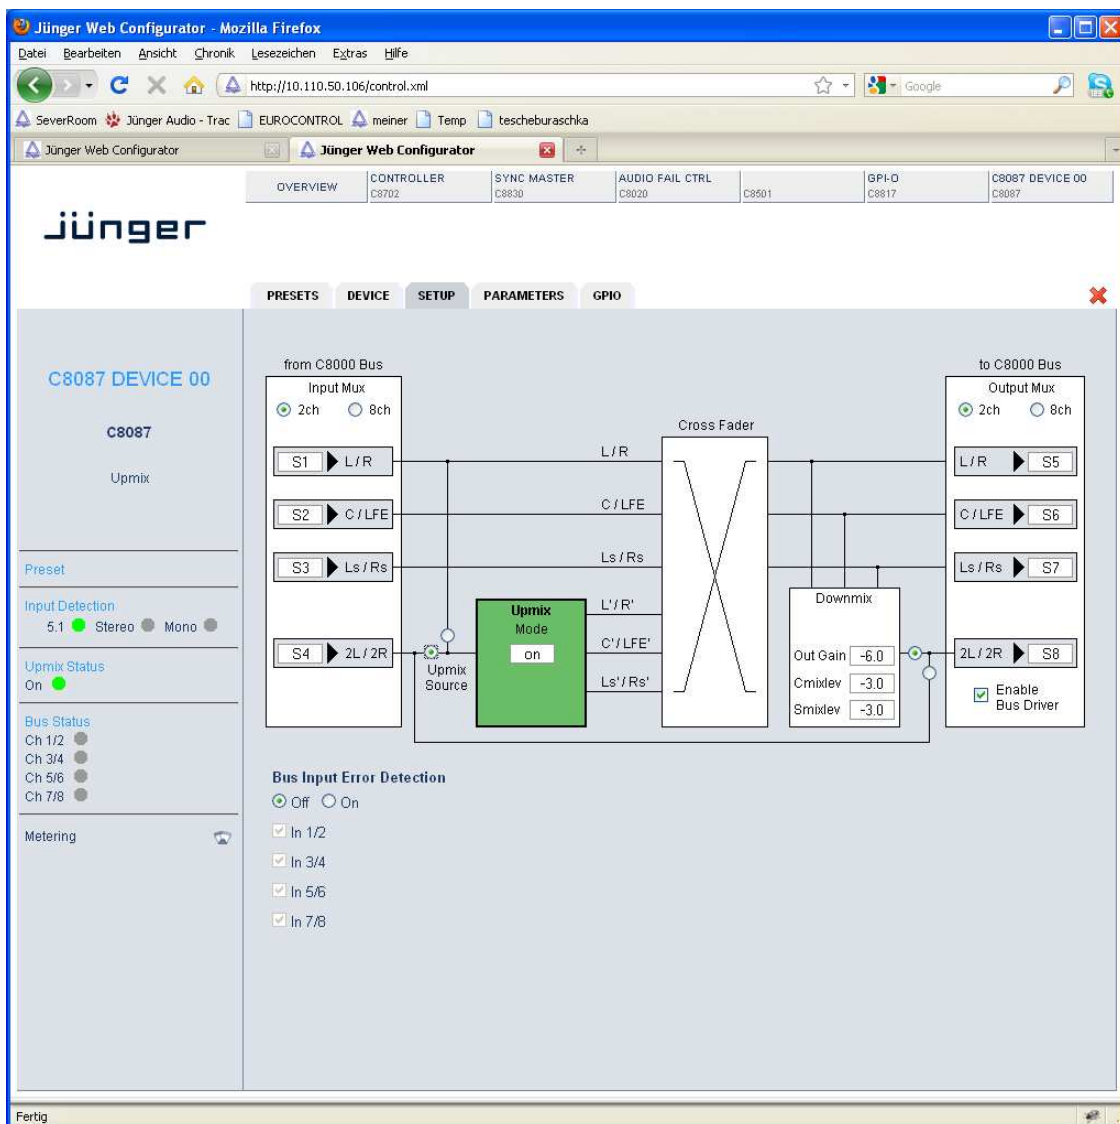 Jünger Web Configurator - Mozilla Firefox
Datei Bearbeiten Ansicht Chronik Lesezeichen Extras Hilfe
http://10.110.50.106/control.xml
Google
SeverRoom Jünger Audio - Trac EUROCONTROL meiner Temp tescheburaschka
Jünger Web Configurator Jünger Web Configurator
OVERVIEW CONTROLLER SYNC MASTER AUDIO FAIL CTRL GPI-O C8087 DEVICE 00
C8702 C8830 C8020 C8501 C8817 C8087
jünger
PRESETS DEVICE SETUP PARAMETERS GPIO
C8087 DEVICE 00
C8087
Upmix
Preset
Input Detection
5.1 Stereo Mono
Upmix Status
On
Bus Status
Ch 1/2
Ch 3/4
Ch 5/6
Ch 7/8
Metering
from C8000 Bus
Input Mux
2ch 8ch
S1 L / R
S2 C / LFE
S3 Ls / Rs
S4 2L / 2R
Upmix
Source
Upmix
Mode
on
L / R
C / LFE
Ls / Rs
L' / R'
C' / LFE'
Ls' / Rs'
Cross Fader
Downmix
Out Gain -6.0
Cmixlev -3.0
Smixlev -3.0
to C8000 Bus
Output Mux
2ch 8ch
L / R S5
C / LFE S6
Ls / Rs S7
2L / 2R S8
Enable
Bus Driver
Bus Input Error Detection
Off On
In 1/2
In 3/4
In 5/6
In 7/8
Fertig